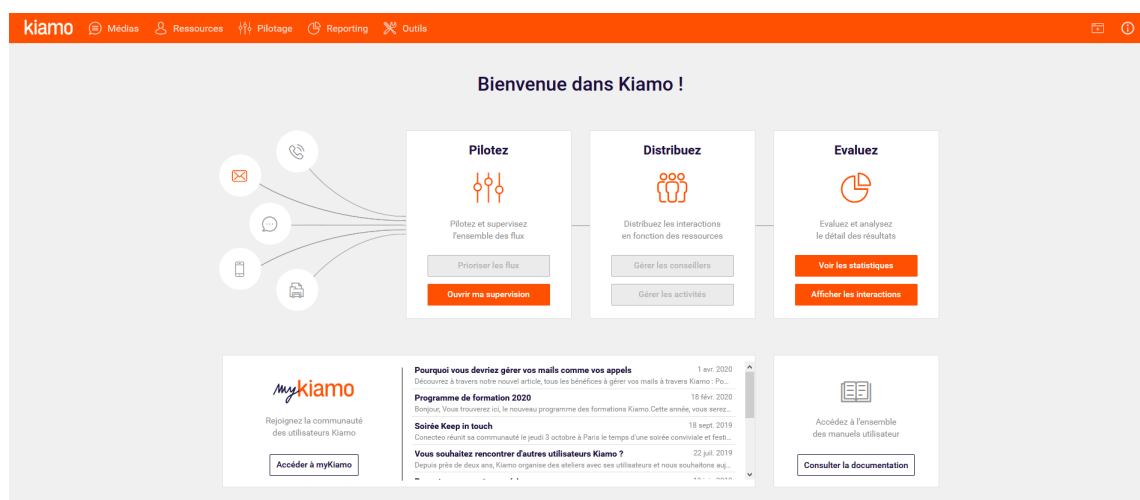 kiamo Médias Ressources Pilotage Reporting Outils
Bienvenue dans Kiamo !
Pilotez
Pilotez et supervisez
l'ensemble des flux
Prioriser les flux
Ouvrir ma supervision
Distribuez
Distribuez les interactions
en fonction des ressources
Gérer les conseillers
Gérer les activités
Evaluez
Evaluez et analysez
le détail des résultats
Voir les statistiques
Afficher les interactions
mykiamo
Rejoignez la communauté
des utilisateurs Kiamo
Accéder à myKiamo
Pourquoi vous devriez gérer vos mails comme vos appels 1 avr. 2020
Découvrez à travers notre nouvel article, tous les bénéfices à gérer vos mails à travers Kiamo : Po...
Programme de formation 2020 18 févr. 2020
Bonjour, Vous trouverez ici, le nouveau programme des formations Kiamo.Cette année, vous serez...
Soirée Keep in touch 18 sept. 2019
Conecteo réunit sa communauté le jeudi 3 octobre à Paris le temps d'une soirée conviviale et festi...
Vous souhaitez rencontrer d'autres utilisateurs Kiamo ? 22 juil. 2019
Depuis près de deux ans, Kiamo organise des ateliers avec ses utilisateurs et nous souhaitons auj...
Accédez à l'ensemble
des manuels utilisateur
Consulter la documentation